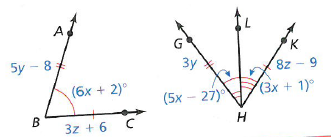 A
5y − 8
(6x + 2)°
B
3z + 6
C
G
L
K
3y
8z − 9
(5x − 27)°
(3x + 1)°
H